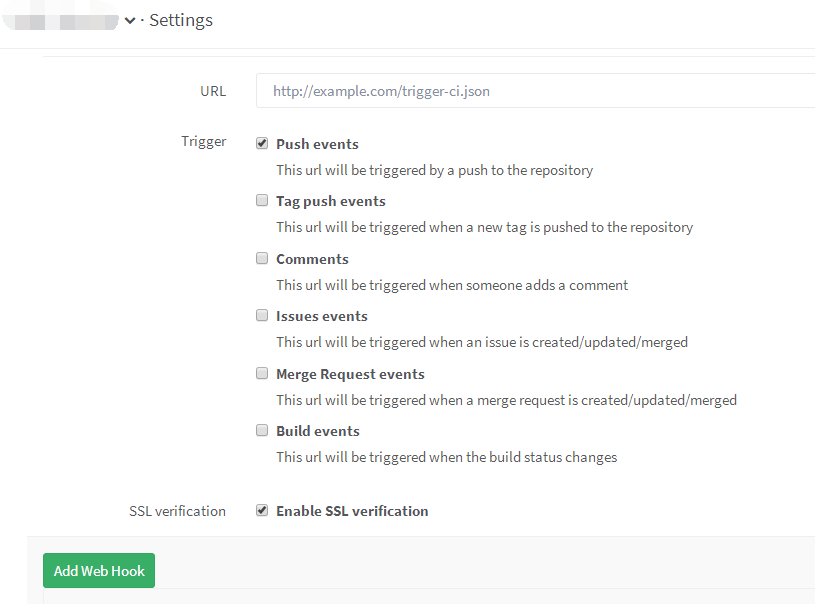 · Settings
URL
http://example.com/trigger-ci.json
Trigger
Push events
This url will be triggered by a push to the repository
Tag push events
This url will be triggered when a new tag is pushed to the repository
Comments
This url will be triggered when someone adds a comment
Issues events
This url will be triggered when an issue is created/updated/merged
Merge Request events
This url will be triggered when a merge request is created/updated/merged
Build events
This url will be triggered when the build status changes
SSL verification
Enable SSL verification
Add Web Hook